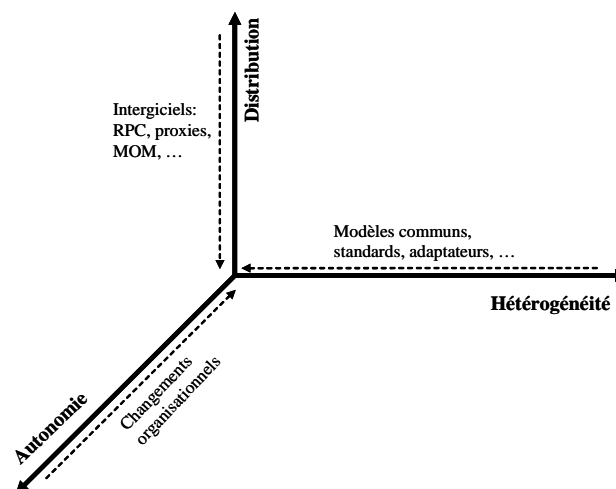 Distribution
Intergiciels:
RPC, proxies,
MOM, …
Modèles communs,
standards, adaptateurs, …
Hétérogénéité
Autonomie
Changements
organisationnels